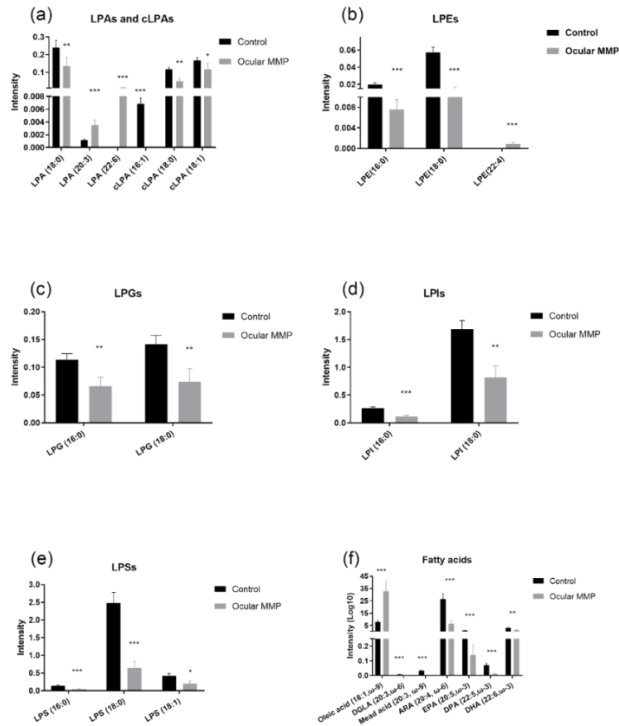 (a)
LPAs and cLPAs
Control
Ocular MMP
Intensity
0.3
0.2
0.1
0.008
0.006
0.004
0.002
0.000
**
***
***
***
**
*
LPA (18:0)
LPA (20:3)
LPA (22:6)
cLPA (16:1)
cLPA (18:0)
cLPA (18:1)
(b)
LPEs
Control
Ocular MMP
Intensity
0.06
0.04
0.02
0.008
0.004
0.000
***
***
***
LPE(16:0)
LPE(18:0)
LPE(22:4)
(c)
LPGs
Control
Ocular MMP
Intensity
0.20
0.15
0.10
0.05
0.00
**
**
LPG (16:0)
LPG (18:0)
(d)
LPIs
Control
Ocular MMP
Intensity
2.0
1.5
1.0
0.5
0.0
***
**
LPI (16:0)
LPI (18:0)
(e)
LPSs
Control
Ocular MMP
Intensity
3.0
2.5
2.0
1.5
1.0
0.5
0.0
***
***
*
LPS (16:0)
LPS (18:0)
LPS (18:1)
(f)
Fatty acids
Control
Ocular MMP
Intensity (Log10)
45
35
25
15
5
0.2
0.1
0.0
***
***
***
***
***
***
**
Oleic acid (18:1,ω-9)
DGLA (20:3,ω-6)
Mead acid (20:3, ω-9)
ARA (20:4, ω-6)
EPA (20:5,ω-3)
DPA (22:5,ω-3)
DHA (22:6,ω-3)